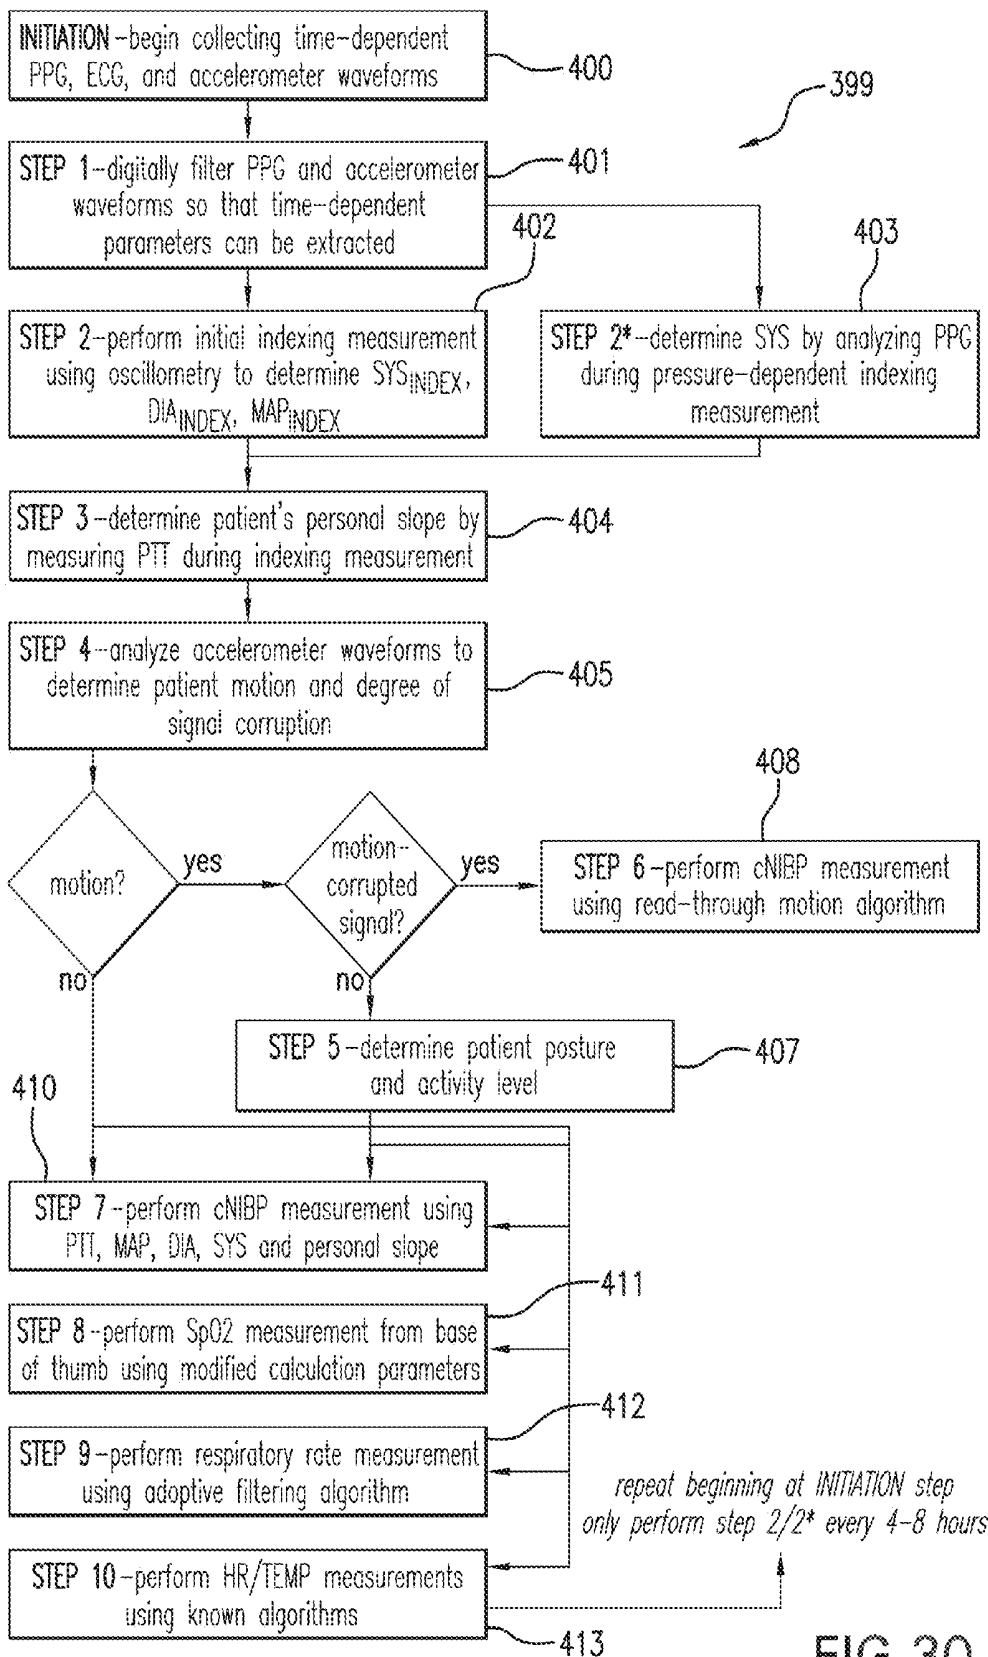 INITIATION-begin collecting time-dependent
PPG, ECG, and accelerometer waveforms
400
399
STEP 1-digitally filter PPG and accelerometer
waveforms so that time-dependent
parameters can be extracted
401
402
403
STEP 2-perform initial indexing measurement
using oscillometry to determine SYSINDEX,
DIAINDEX, MAPINDEX
STEP 2*-determine SYS by analyzing PPG
during pressure-dependent indexing
measurement
STEP 3-determine patient's personal slope by
measuring PTT during indexing measurement
404
STEP 4-analyze accelerometer waveforms to
determine patient motion and degree of
signal corruption
405
408
motion?
yes
motion-
corrupted
signal?
yes
STEP 6-perform cNIBP measurement
using read-through motion algorithm
no
no
STEP 5-determine patient posture
and activity level
407
410
STEP 7-perform cNIBP measurement using
PTT, MAP, DIA, SYS and personal slope
411
STEP 8-perform SpO2 measurement from base
of thumb using modified calculation parameters
412
STEP 9-perform respiratory rate measurement
using adoptive filtering algorithm
repeat beginning at INITIATION step
only perform step 2/2* every 4-8 hours
STEP 10-perform HR/TEMP measurements
using known algorithms
413
FIG 30